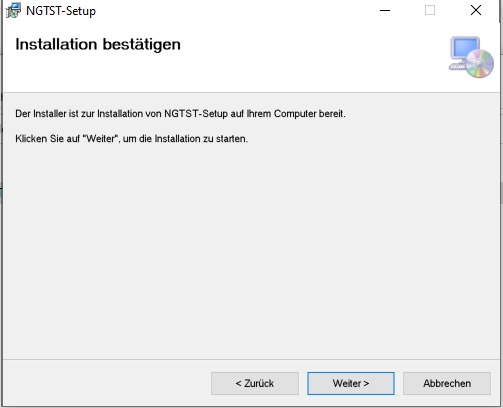 NGTST-Setup
Installation bestätigen
Der Installer ist zur Installation von NGTST-Setup auf Ihrem Computer bereit.
Klicken Sie auf "Weiter", um die Installation zu starten.
< Zurück
Weiter >
Abbrechen